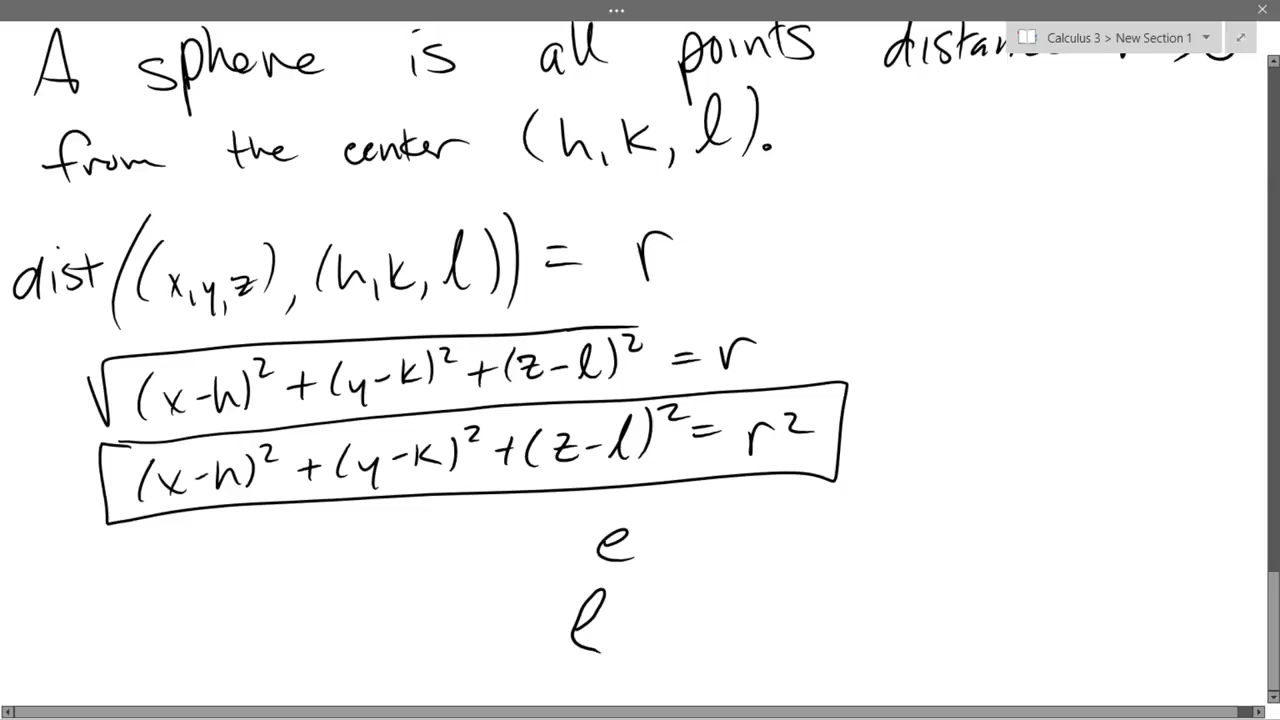 ...
Calculus 3 > New Section 1
A sphere is all points
from the center (h, k, l).
dist((x, y, z), (h, k, l)) = r
√(x-h)² + (y-k)² + (z-l)² = r
(x-h)² + (y-k)² + (z-l)² = r²
e
l